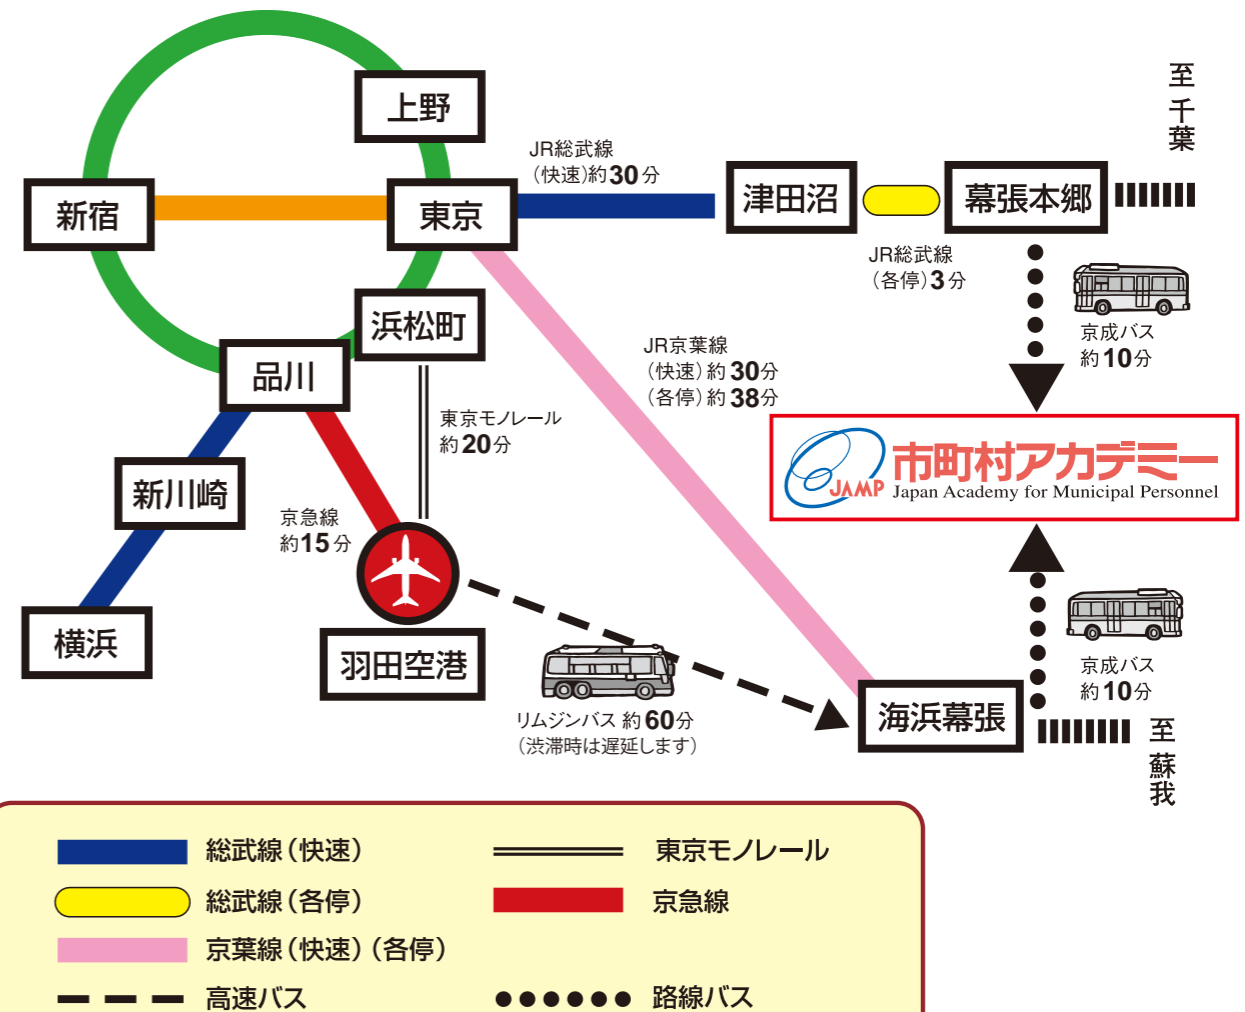 上野
新宿
東京
JR総武線
（快速）約30分
津田沼
幕張本郷
至千葉
JR総武線
（各停）3分
京成バス
約10分
浜松町
品川
東京モノレール
約20分
JR京葉線
（快速）約30分
（各停）約38分
JAMP
市町村アカデミー
Japan Academy for Municipal Personnel
新川崎
京急線
約15分
横浜
羽田空港
リムジンバス 約60分
（渋滞時は遅延します）
海浜幕張
京成バス
約10分
至蘇我
総武線（快速）
東京モノレール
総武線（各停）
京急線
京葉線（快速）（各停）
高速バス
路線バス